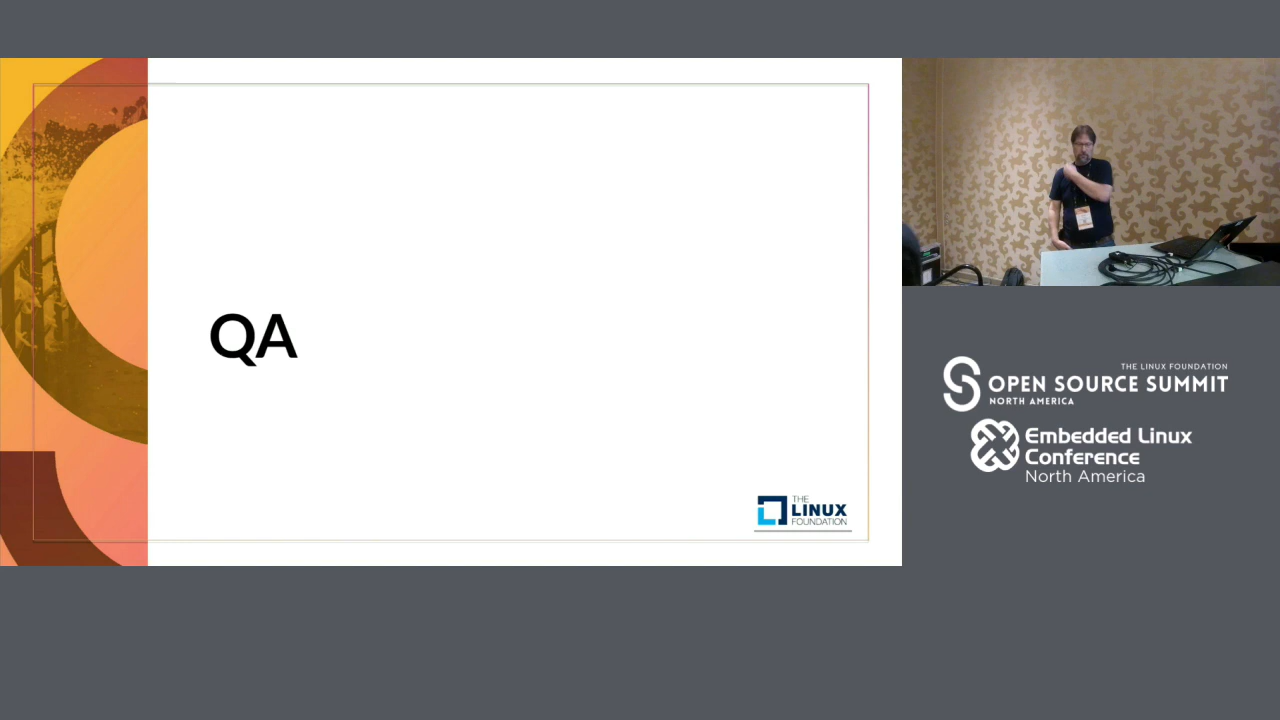 QA
THE
LINUX
FOUNDATION
THE LINUX FOUNDATION
OPEN SOURCE SUMMIT
NORTH AMERICA
Embedded Linux
Conference
North America